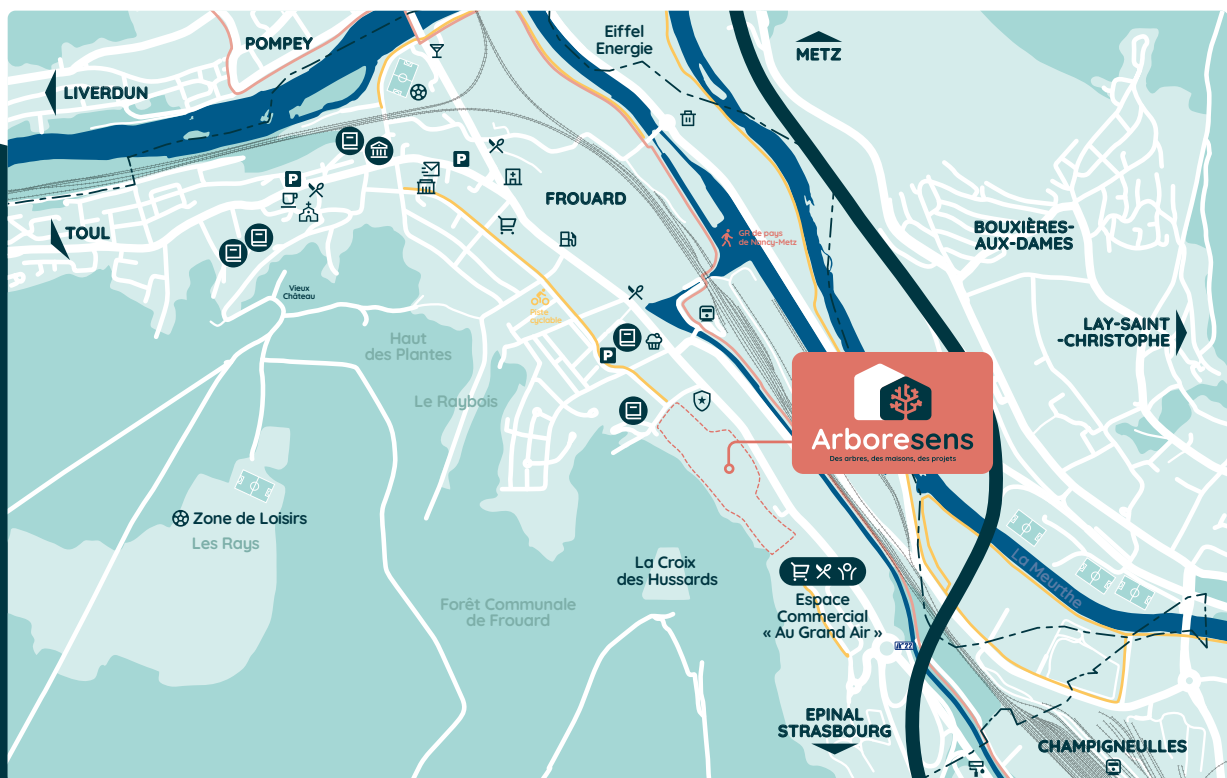 POMPEY
LIVERDUN
Eiffel
Energie
METZ
P
P
FROUARD
TOUL
GR de pays
de Nancy-Metz
BOUXIÈRES-
AUX-DAMES
Vieux
Château
Piste
cyclable
LAY-SAINT
-CHRISTOPHE
Haut
des Plantes
P
Le Raybois
Arboresens
Des arbres, des maisons, des projets
Zone de Loisirs
Les Rays
La Croix
des Hussards
La Meurthe
Forêt Communale
de Frouard
Espace
Commercial
« Au Grand Air »
N°22
EPINAL
STRASBOURG
CHAMPIGNEULLES